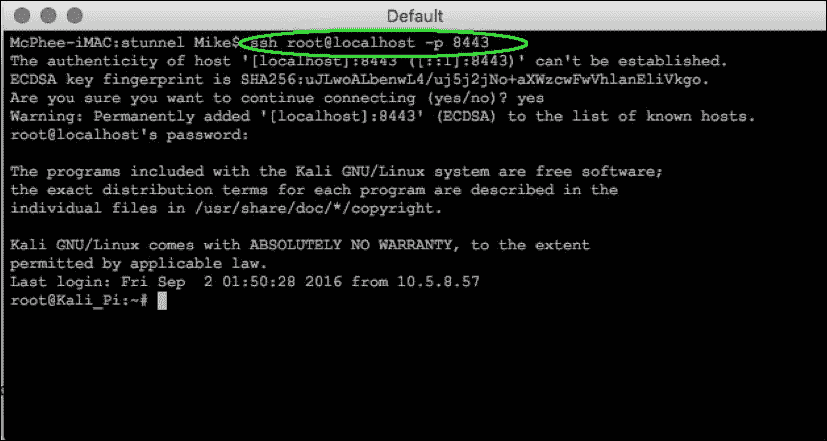 Default
McPhee-iMAC:stunnel Mike$ ssh root@localhost -p 8443
The authenticity of host '[localhost]:8443 ([::1]:8443)' can't be established.
ECDSA key fingerprint is SHA256:uJLwoALbenwL4/uj5j2jNo+aXWzcwFwVhlanEliVkgo.
Are you sure you want to continue connecting (yes/no)? yes
Warning: Permanently added '[localhost]:8443' (ECDSA) to the list of known hosts.
root@localhost's password:
The programs included with the Kali GNU/Linux system are free software;
the exact distribution terms for each program are described in the
individual files in /usr/share/doc/*/copyright.
Kali GNU/Linux comes with ABSOLUTELY NO WARRANTY, to the extent
permitted by applicable law.
Last login: Fri Sep  2 01:50:28 2016 from 10.5.8.57
root@Kali_Pi:~#